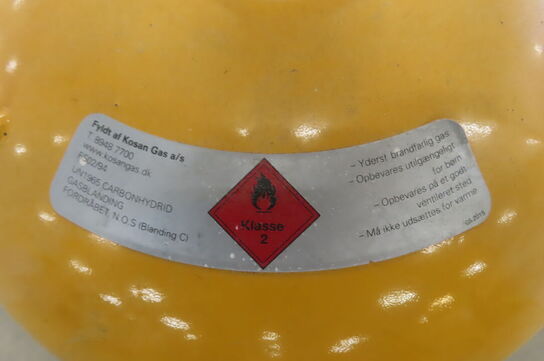 Fyldt af Kosan Gas a/s
T. 8948 7700
www.kosangas.dk
UN1965 CARBONHYDRID
GASBLANDING
FORDRÅBET, N.O.S (Blanding C)
Klasse
2
- Yderst brandfarlig gas
- Opbevares utilgængeligt
for børn
- Opbevares på et godt
ventileret sted
- Må ikke udsættes for varme